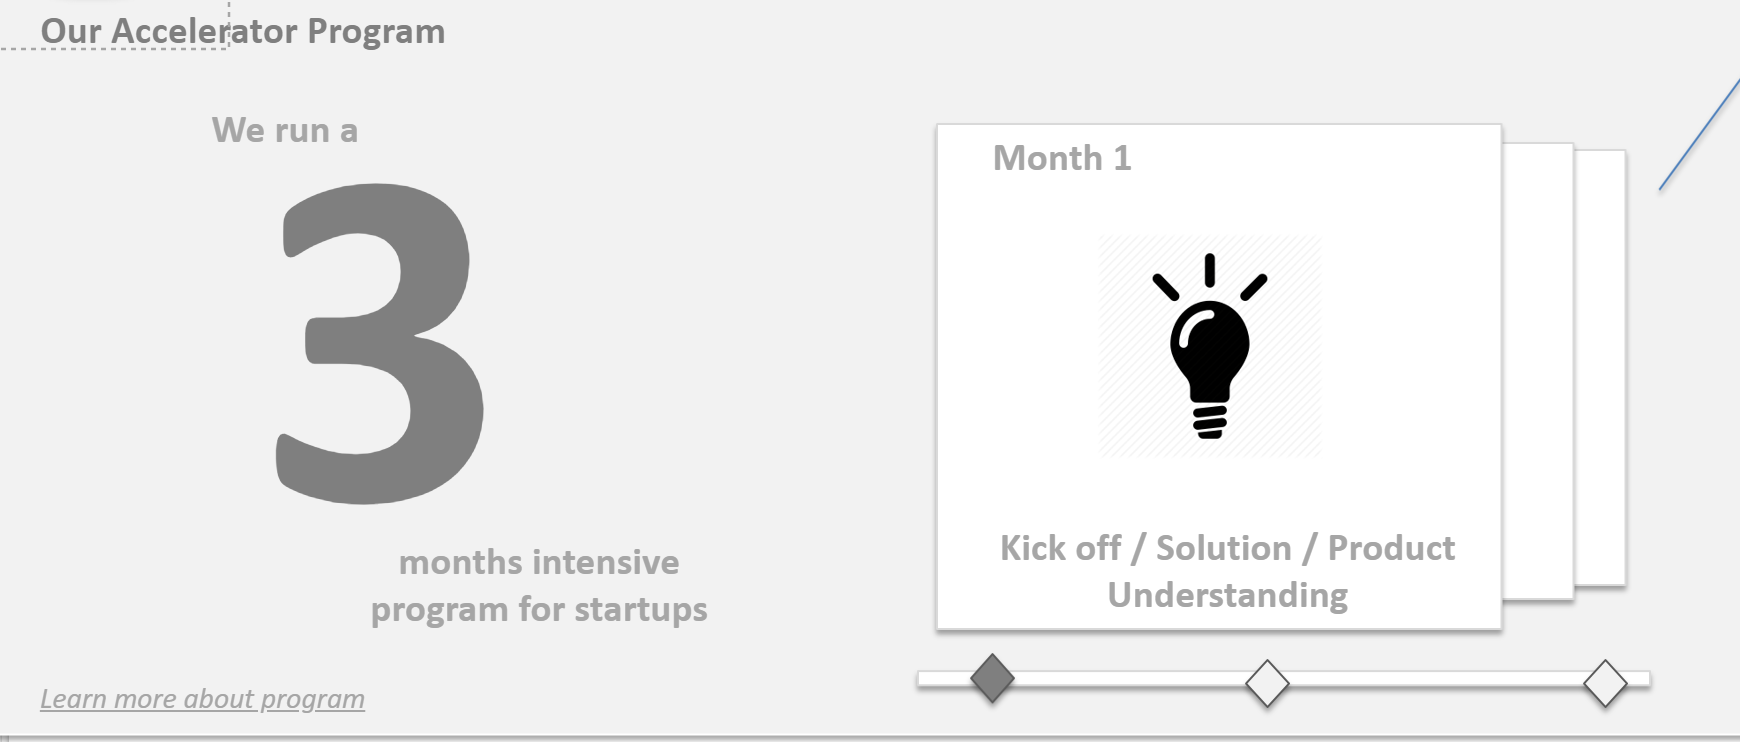 Our Accelerator Program
We run a
3
months intensive
program for startups
Learn more about program
Month 1
Kick off / Solution / Product
Understanding